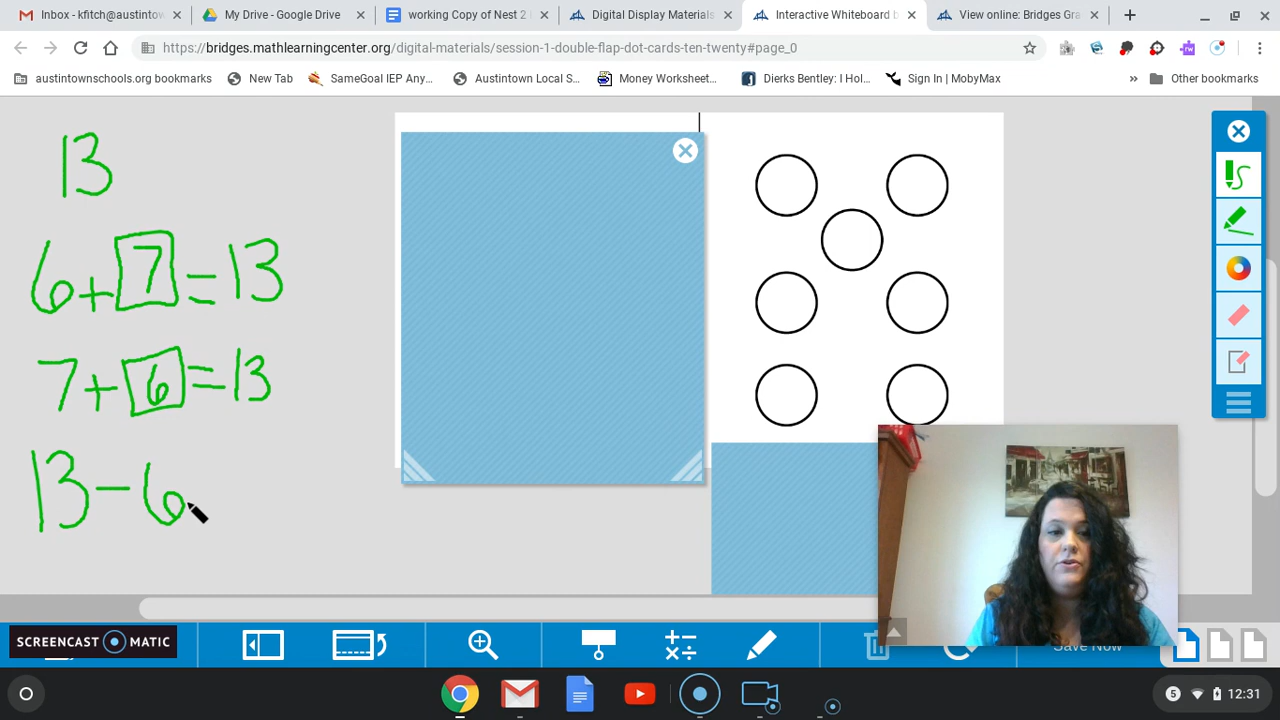 Inbox - kfitch@austintow
My Drive - Google Drive
working Copy of Nest 2
Digital Display Materials
Interactive Whiteboard b
View online: Bridges Gra
https://bridges.mathlearningcenter.org/digital-materials/session-1-double-flap-dot-cards-ten-twenty#page_0
austintownschools.org bookmarks
New Tab
SameGoal IEP Any...
Austintown Local S...
Money Worksheet...
Dierks Bentley: I Hol...
Sign In | MobyMax
»
Other bookmarks
13
6+7=13
7+6=13
13-6
SCREENCAST MATIC
Save Now
5
12:31